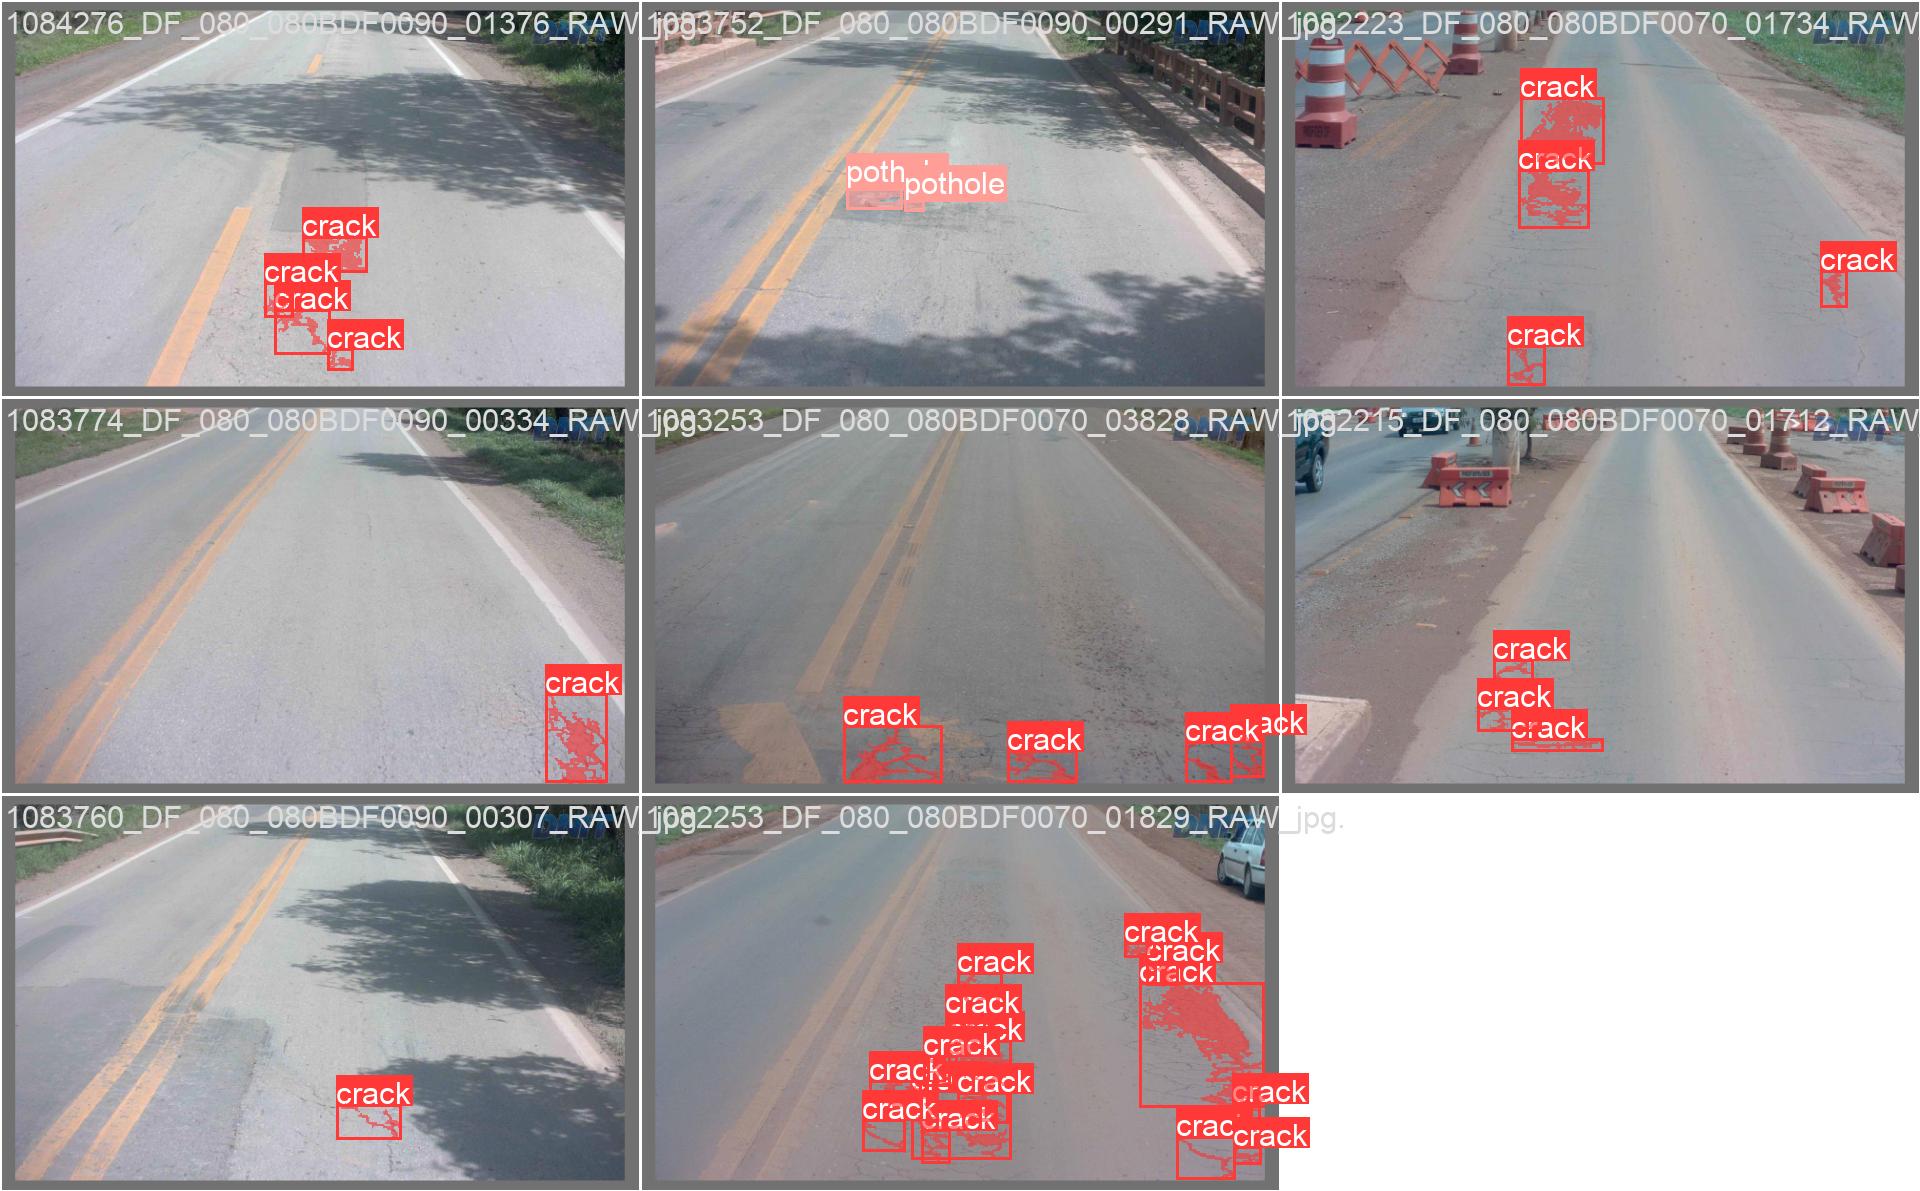 1084276_DF_080_080BDF0090_01376_RAW_jpg.
1083752_DF_080_080BDF0090_00291_RAW_jpg.
1082223_DF_080_080BDF0070_01734_RAW
crack
crack
crack
crack
pothole
crack
crack
crack
crack
1083774_DF_080_080BDF0090_00334_RAW_jpg.
1083253_DF_080_080BDF0070_03828_RAW_jpg.
1082215_DF_080_080BDF0070_01712_RAW
crack
crack
crack
crack
crack
crack
crack
1083760_DF_080_080BDF0090_00307_RAW_jpg.
1082253_DF_080_080BDF0070_01829_RAW_jpg.
crack
crack
crack
crack
crack
crack
crack
crack
crack
crack
crack
crack
crack